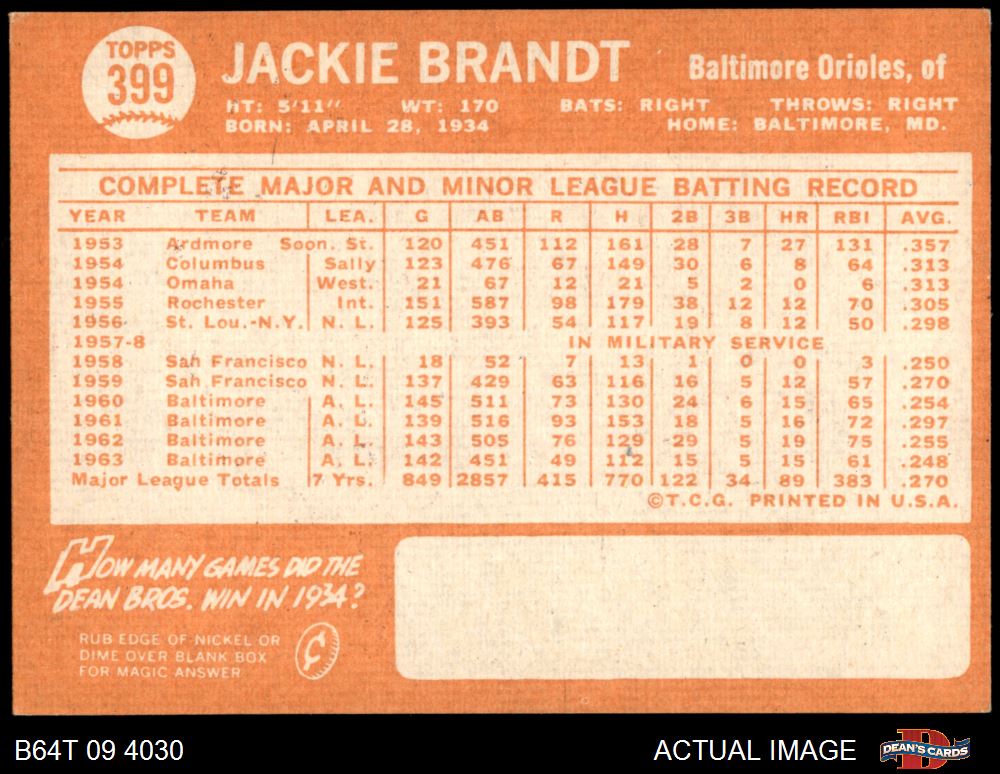 TOPPS
399
JACKIE BRANDT
Baltimore Orioles, of
HT: 5'11" WT: 170 BATS: RIGHT THROWS: RIGHT
BORN: APRIL 28, 1934 HOME: BALTIMORE, MD.
COMPLETE MAJOR AND MINOR LEAGUE BATTING RECORD
YEAR TEAM LEA. G AB R H 2B 3B HR RBI AVG.
1953 Ardmore Soon. St. 120 451 112 161 28 7 27 131 .357
1954 Columbus Sally 123 476 67 149 30 6 8 64 .313
1954 Omaha West. 21 67 12 21 5 2 0 6 .313
1955 Rochester Int. 151 587 98 179 38 12 12 70 .305
1956 St. Lou.-N.Y. N. L. 125 393 54 117 19 8 12 50 .298
1957-8 IN MILITARY SERVICE
1958 San Francisco N. L. 18 52 7 13 1 0 0 3 .250
1959 San Francisco N. L. 137 429 63 116 16 5 12 57 .270
1960 Baltimore A. L. 145 511 73 130 24 6 15 65 .254
1961 Baltimore A. L. 139 516 93 153 18 5 16 72 .297
1962 Baltimore A. L. 143 505 76 129 29 5 19 75 .255
1963 Baltimore A. L. 142 451 49 112 15 5 15 61 .248
Major League Totals 7 Yrs. 849 2857 415 770 122 34 89 383 .270
©T.C.G. PRINTED IN U.S.A.
HOW MANY GAMES DID THE
DEAN BROS. WIN IN 1934?
RUB EDGE OF NICKEL OR
DIME OVER BLANK BOX
FOR MAGIC ANSWER
¢
B64T 09 4030
ACTUAL IMAGE
DEAN'S CARDS